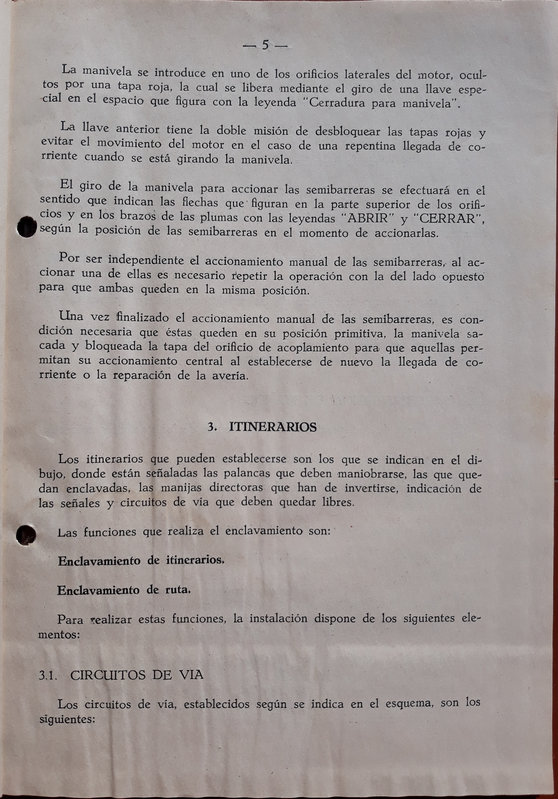 — 5 —
La manivela se introduce en uno de los orificios laterales del motor, ocul-
tos por una tapa roja, la cual se libera mediante el giro de una llave espe-
cial en el espacio que figura con la leyenda "Cerradura para manivela".
La llave anterior tiene la doble misión de desbloquear las tapas rojas y
evitar el movimiento del motor en el caso de una repentina llegada de co-
rriente cuando se está girando la manivela.
El giro de la manivela para accionar las semibarreras se efectuará en el
sentido que indican las flechas que figuran en la parte superior de los orifi-
cios y en los brazos de las plumas con las leyendas "ABRIR" y "CERRAR",
según la posición de las semibarreras en el momento de accionarlas.
Por ser independiente el accionamiento manual de las semibarreras, al ac-
cionar una de ellas es necesario repetir la operación con la del lado opuesto
para que ambas queden en la misma posición.
Una vez finalizado el accionamiento manual de las semibarreras, es con-
dición necesaria que éstas queden en su posición primitiva, la manivela sa-
cada y bloqueada la tapa del orificio de acoplamiento para que aquellas per-
mitan su accionamiento central al establecerse de nuevo la llegada de co-
rriente o la reparación de la avería.
3. ITINERARIOS
Los itinerarios que pueden establecerse son los que se indican en el di-
bujo, donde están señaladas las palancas que deben maniobrarse, las que que-
dan enclavadas, las manijas directoras que han de invertirse, indicación de
las señales y circuitos de vía que deben quedar libres.
Las funciones que realiza el enclavamiento son:
Enclavamiento de itinerarios.
Enclavamiento de ruta.
Para realizar estas funciones, la instalación dispone de los siguientes ele-
mentos:
3.1. CIRCUITOS DE VIA
Los circuitos de vía, establecidos según se indica en el esquema, son los
siguientes: